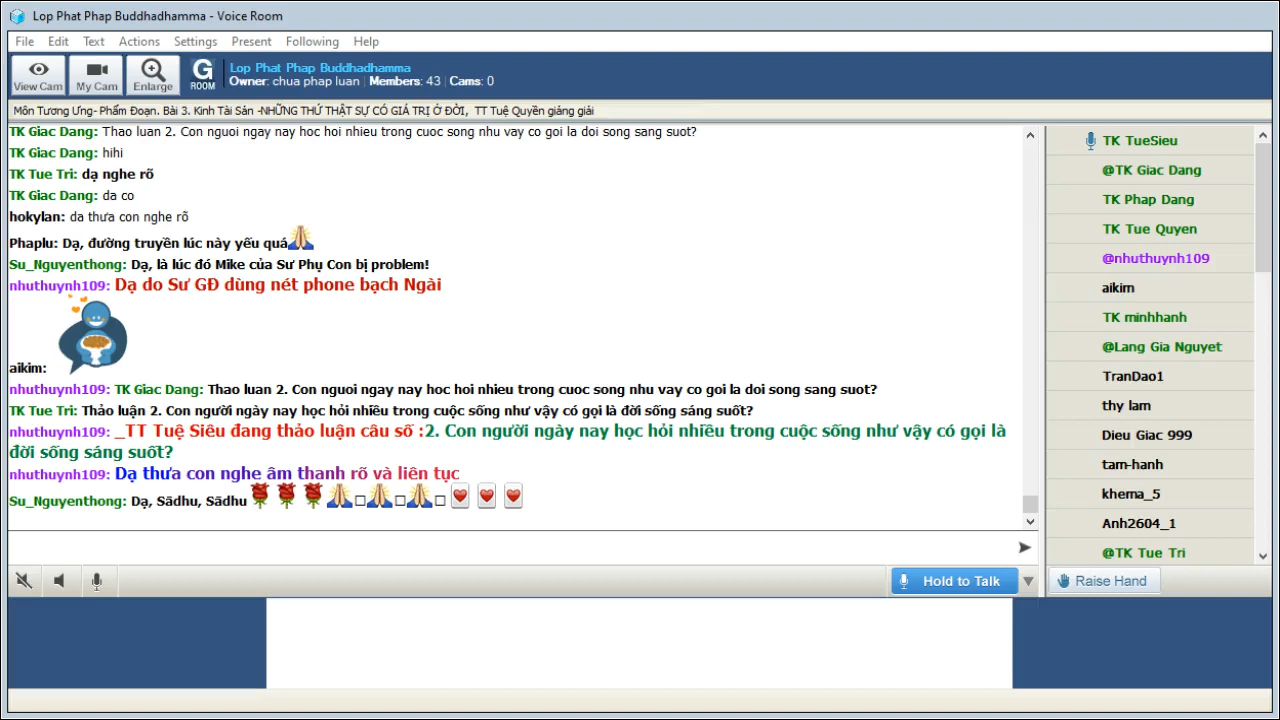 Lop Phat Phap Buddhadhamma - Voice Room
File Edit Text Actions Settings Present Following Help
View Cam My Cam Enlarge G ROOM
Lop Phat Phap Buddhadhamma
Owner: chua phap luan Members: 43 Cams: 0
Môn Tương Ưng- Phẩm Đoạn. Bài 3. Kinh Tài Sản -NHỮNG THỨ THẬT SỰ CÓ GIÁ TRỊ Ở ĐỜI, TT Tuệ Quyền giảng giải
TK Giac Dang: Thao luan 2. Con nguoi ngay nay hoc hoi nhieu trong cuoc song nhu vay co goi la doi song sang suot?
TK Giac Dang: hihi
TK Tue Tri: dạ nghe rõ
TK Giac Dang: da co
hokylan: da thưa con nghe rõ
Phaplu: Dạ, đường truyền lúc này yếu quá
Su_Nguyenthong: Dạ, là lúc đó Mike của Sư Phụ Con bị problem!
nhuthuynh109: Dạ do Sư GĐ dùng nét phone bạch Ngài
aikim:
nhuthuynh109: TK Giac Dang: Thao luan 2. Con nguoi ngay nay hoc hoi nhieu trong cuoc song nhu vay co goi la doi song sang suot?
TK Tue Tri: Thảo luận 2. Con người ngày nay học hỏi nhiều trong cuộc sống như vậy có gọi là đời sống sáng suốt?
nhuthuynh109: _TT Tuệ Siêu đang thảo luận câu số :2. Con người ngày nay học hỏi nhiều trong cuộc sống như vậy có gọi là
đời sống sáng suốt?
nhuthuynh109: Dạ thưa con nghe âm thanh rõ và liên tục
Su_Nguyenthong: Dạ, Sādhu, Sādhu
TK TueSieu
@TK Giac Dang
TK Phap Dang
TK Tue Quyen
@nhuthuynh109
aikim
TK minhhanh
@Lang Gia Nguyet
TranDao1
thy lam
Dieu Giac 999
tam-hanh
khema_5
Anh2604_1
@TK Tue Tri
Hold to Talk
Raise Hand